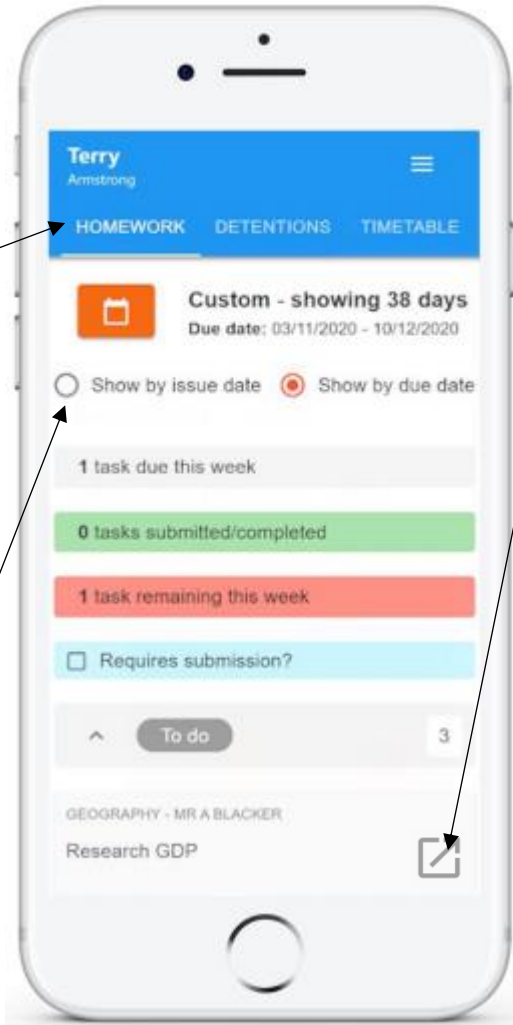 Terry
Armstrong
HOMEWORK DETENTIONS TIMETABLE
Custom - showing 38 days
Due date: 03/11/2020 - 10/12/2020
Show by issue date Show by due date
1 task due this week
0 tasks submitted/completed
1 task remaining this week
Requires submission?
To do 3
GEOGRAPHY - MR A BLACKER
Research GDP